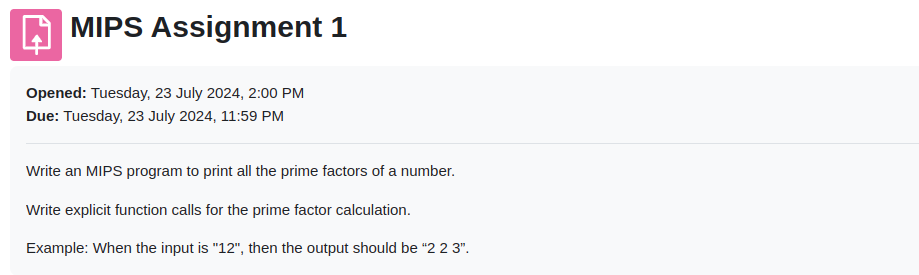 MIPS Assignment 1
Opened: Tuesday, 23 July 2024, 2:00 PM
Due: Tuesday, 23 July 2024, 11:59 PM
Write an MIPS program to print all the prime factors of a number.
Write explicit function calls for the prime factor calculation.
Example: When the input is "12", then the output should be “2 2 3”.